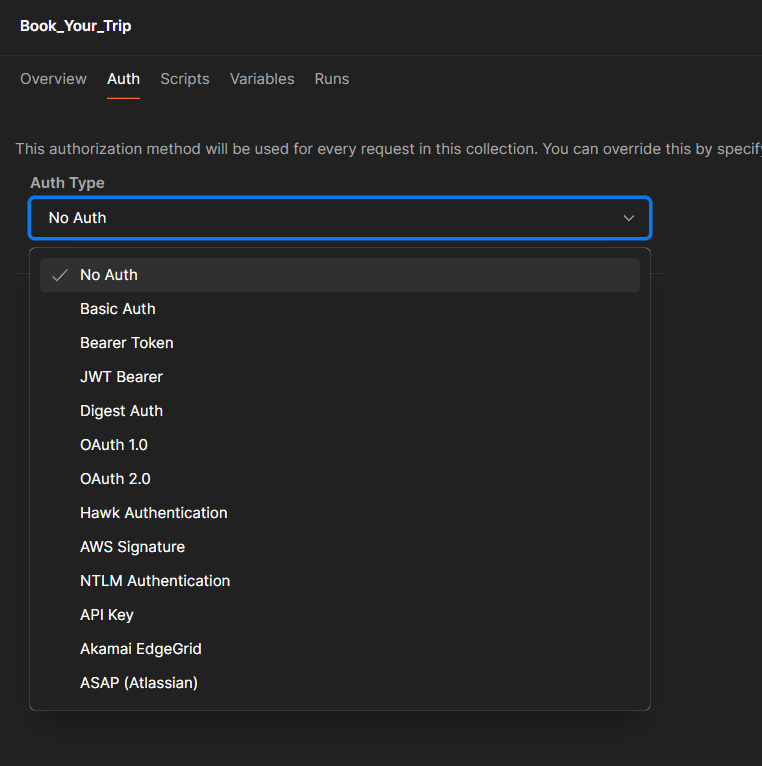 Book_Your_Trip
Overview Auth Scripts Variables Runs
This authorization method will be used for every request in this collection. You can override this by
Auth Type
No Auth
No Auth
Basic Auth
Bearer Token
JWT Bearer
Digest Auth
OAuth 1.0
OAuth 2.0
Hawk Authentication
AWS Signature
NTLM Authentication
API Key
Akamai EdgeGrid
ASAP (Atlassian)